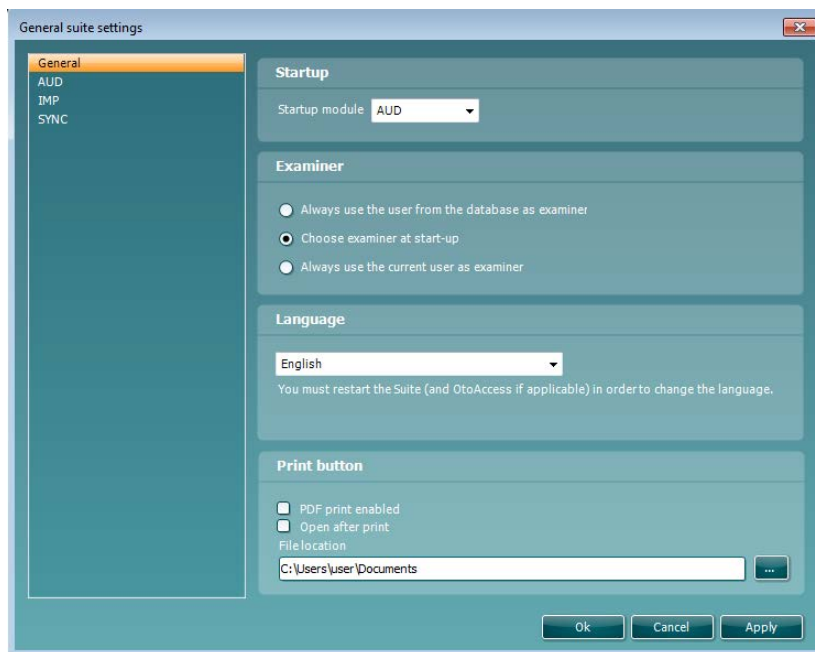 General suite settings
General
AUD
IMP
SYNC
Startup
Startup module AUD
Examiner
Always use the user from the database as examiner
Choose examiner at start-up
Always use the current user as examiner
Language
English
You must restart the Suite (and OtoAccess if applicable) in order to change the language.
Print button
PDF print enabled
Open after print
File location
C:\Users\user\Documents
...
Ok Cancel Apply